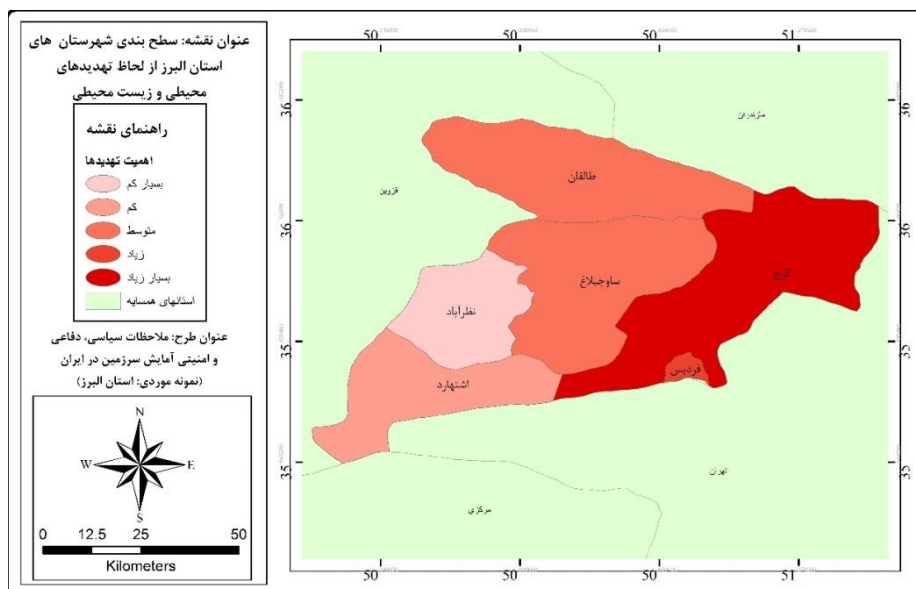 عنوان نقشه: سطح بندی شهرستان های
استان البرز از لحاظ تهدیدهای
محیطی و زیست محیطی
راهنمای نقشه
اهمیت تهدیدها
بسیار کم
کم
متوسط
زیاد
بسیار زیاد
استانهای همسایه
عنوان طرح: ملاحظات سیاسی، دفاعی
و امنیتی آمایش سرزمین در ایران
(نمونه موردی: استان البرز)
N
W
E
S
0 12.5 25 50
Kilometers
50 50 50 51
36
36
35
35
مازندران
قزوین
طالقان
کرج
ساوجبلاغ
نظرآباد
فردیس
اشتهارد
تهران
مرکزی
36
36
35
35
50 50 50 51